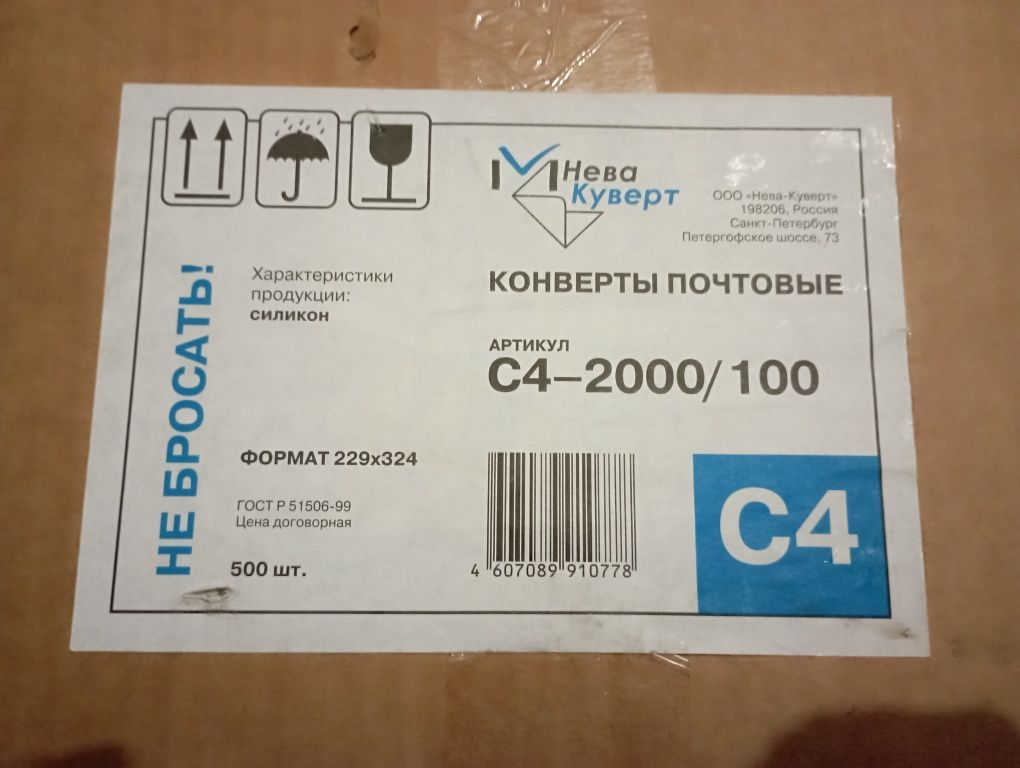 Нева
Куверт
ООО «Нева-Куверт»
198206, Россия
Санкт-Петербург
Петергофское шоссе, 73
НЕ БРОСАТЬ!
Характеристики
продукции:
силикон
КОНВЕРТЫ ПОЧТОВЫЕ
АРТИКУЛ
С4–2000/100
ФОРМАТ 229х324
ГОСТ Р 51506-99
Цена договорная
500 шт.
4 607089 910778
С4